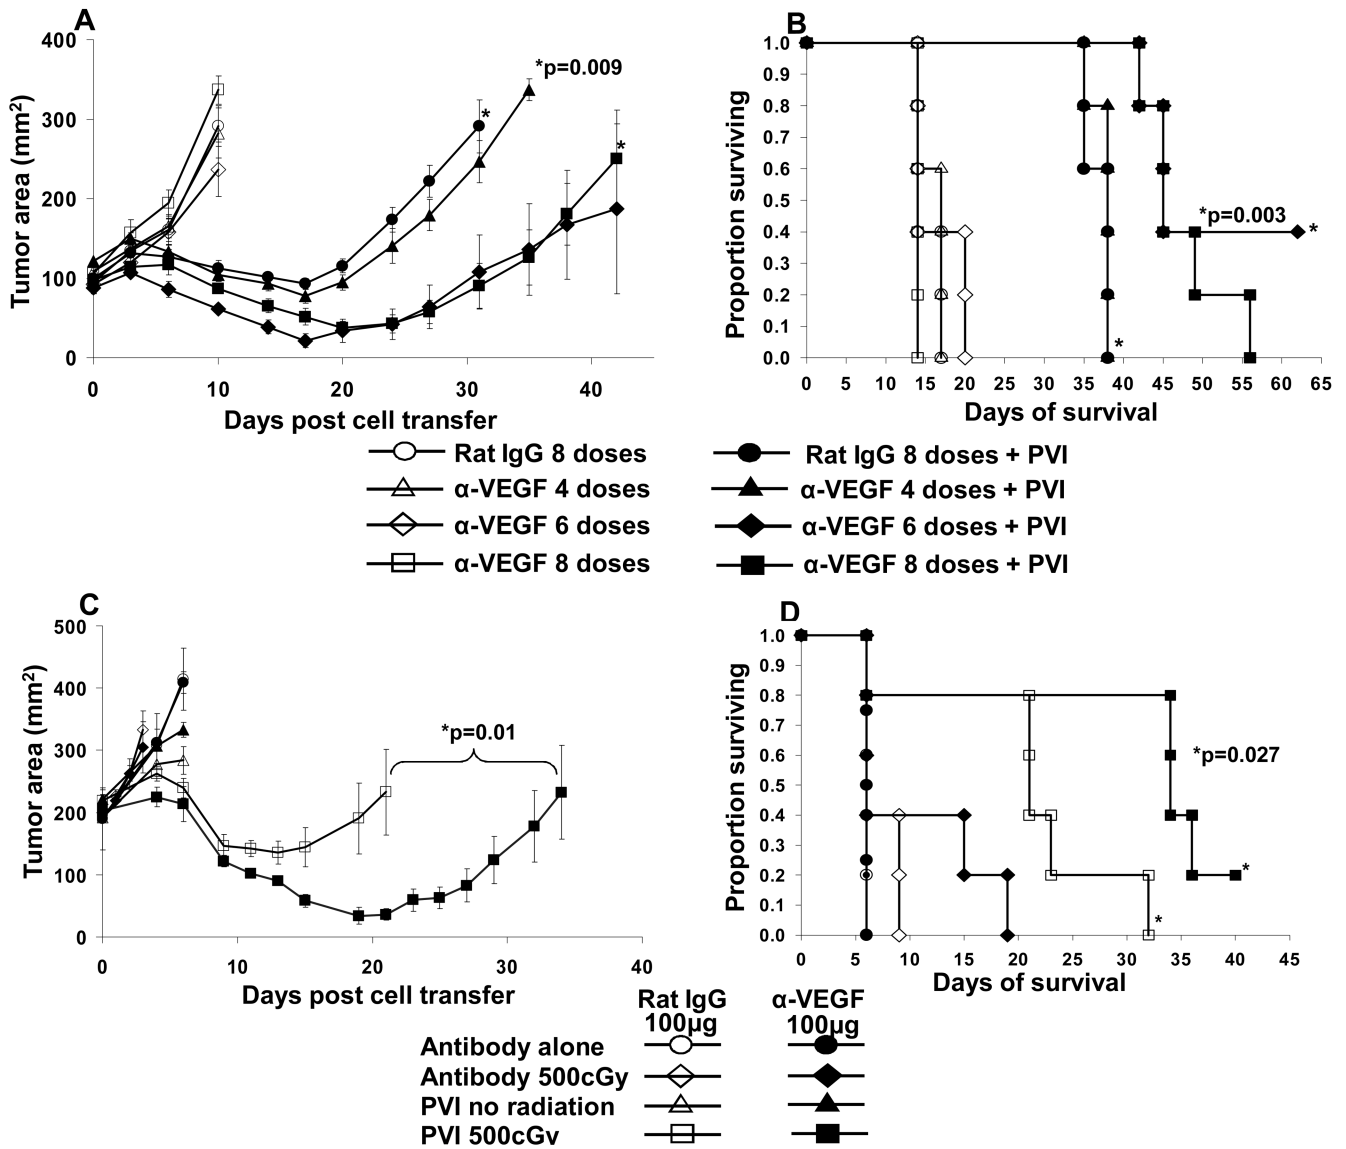 A
B
400
300
200
100
0
0 10 20 30 40
Tumor area (mm²)
Days post cell transfer
*p=0.009
*
*
1.0
0.9
0.8
0.7
0.6
0.5
0.4
0.3
0.2
0.1
0.0
0 5 10 15 20 25 30 35 40 45 50 55 60 65
Proportion surviving
Days of survival
*p=0.003
*
*
Rat IgG 8 doses
α-VEGF 4 doses
α-VEGF 6 doses
α-VEGF 8 doses
Rat IgG 8 doses + PVI
α-VEGF 4 doses + PVI
α-VEGF 6 doses + PVI
α-VEGF 8 doses + PVI
C
D
500
400
300
200
100
0
0 10 20 30 40
Tumor area (mm²)
Days post cell transfer
*p=0.01
1.0
0.9
0.8
0.7
0.6
0.5
0.4
0.3
0.2
0.1
0.0
0 5 10 15 20 25 30 35 40 45
Proportion surviving
Days of survival
*p=0.027
*
*
Rat IgG
100µg
α-VEGF
100µg
Antibody alone
Antibody 500cGy
PVI no radiation
PVI 500cGv